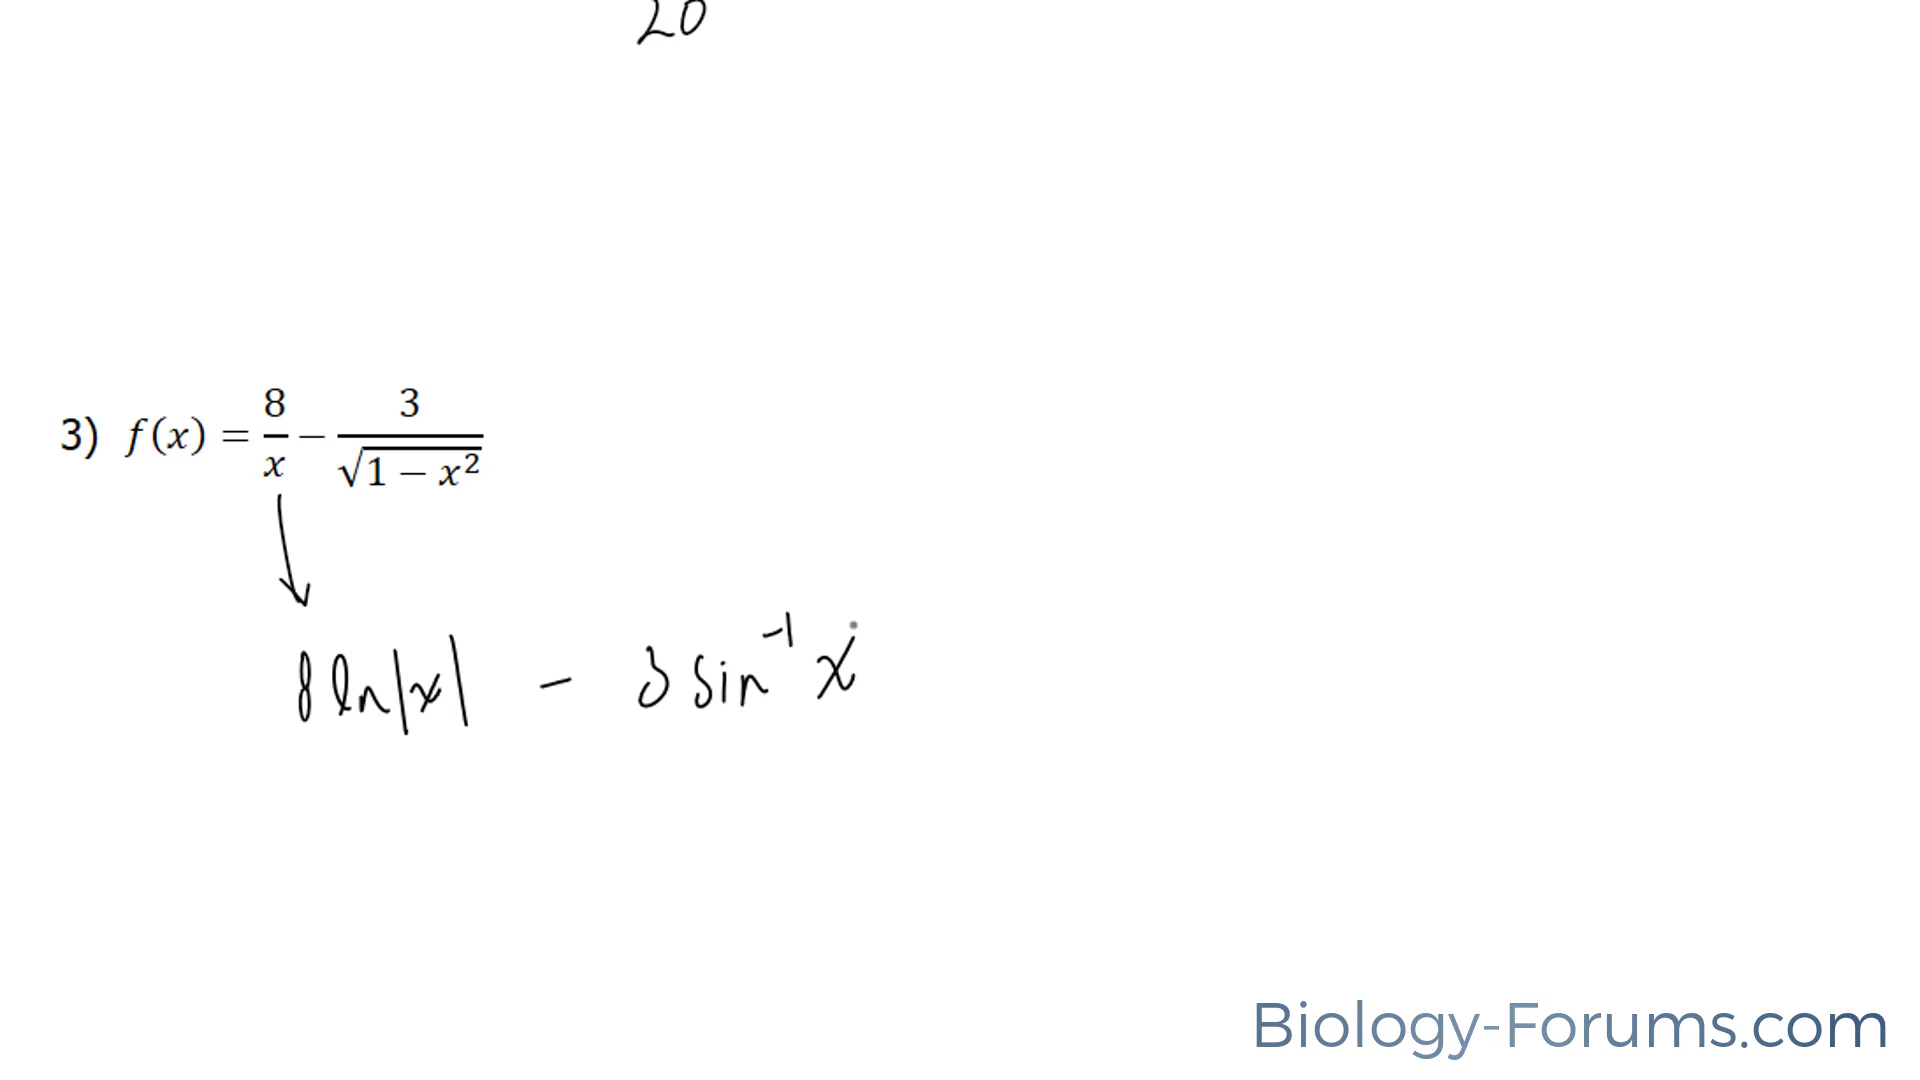 20
3) f(x) = 8/x − 3/√(1 − x²)
8 ln|x| − 3 sin⁻¹ x
Biology-Forums.com